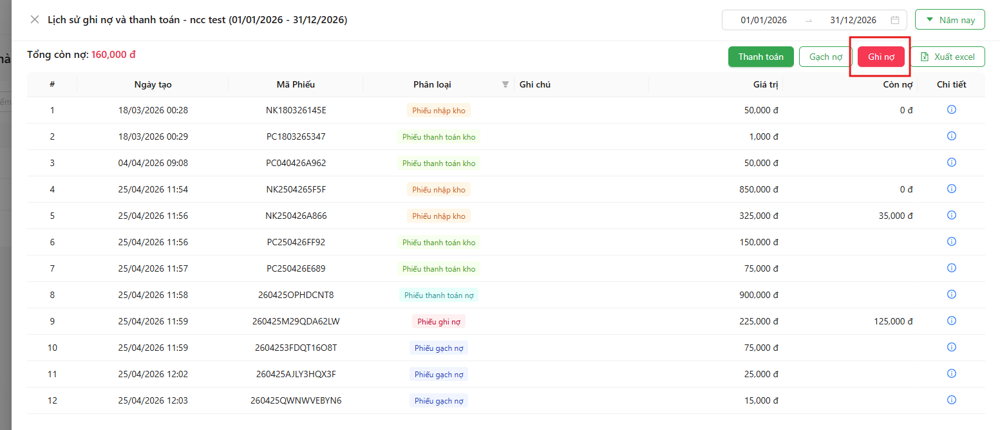 Lịch sử ghi nợ và thanh toán - ncc test (01/01/2026 - 31/12/2026) 01/01/2026 31/12/2026 Năm nay
Tổng còn nợ: 160,000 đ Thanh toán Gạch nợ Ghi nợ Xuất excel
# Ngày tạo Mã Phiếu Phân loại Ghi chú Giá trị Còn nợ Chi tiết
1 18/03/2026 00:28 NK180326145E Phiếu nhập kho 50,000 đ 0 đ
2 18/03/2026 00:29 PC1803265347 Phiếu thanh toán kho 1,000 đ
3 04/04/2026 09:08 PC040426A962 Phiếu thanh toán kho 50,000 đ
4 25/04/2026 11:54 NK2504265F5F Phiếu nhập kho 850,000 đ 0 đ
5 25/04/2026 11:56 NK250426A866 Phiếu nhập kho 325,000 đ 35,000 đ
6 25/04/2026 11:56 PC250426FF92 Phiếu thanh toán kho 150,000 đ
7 25/04/2026 11:57 PC250426E689 Phiếu thanh toán kho 75,000 đ
8 25/04/2026 11:58 260425OPHDCNT8 Phiếu thanh toán nợ 900,000 đ
9 25/04/2026 11:59 260425M29QDA62LW Phiếu ghi nợ 225,000 đ 125,000 đ
10 25/04/2026 11:59 2604253FDQT16O8T Phiếu gạch nợ 75,000 đ
11 25/04/2026 12:02 260425AJLY3HQX3F Phiếu gạch nợ 25,000 đ
12 25/04/2026 12:03 260425QWNWVEBYN6 Phiếu gạch nợ 15,000 đ